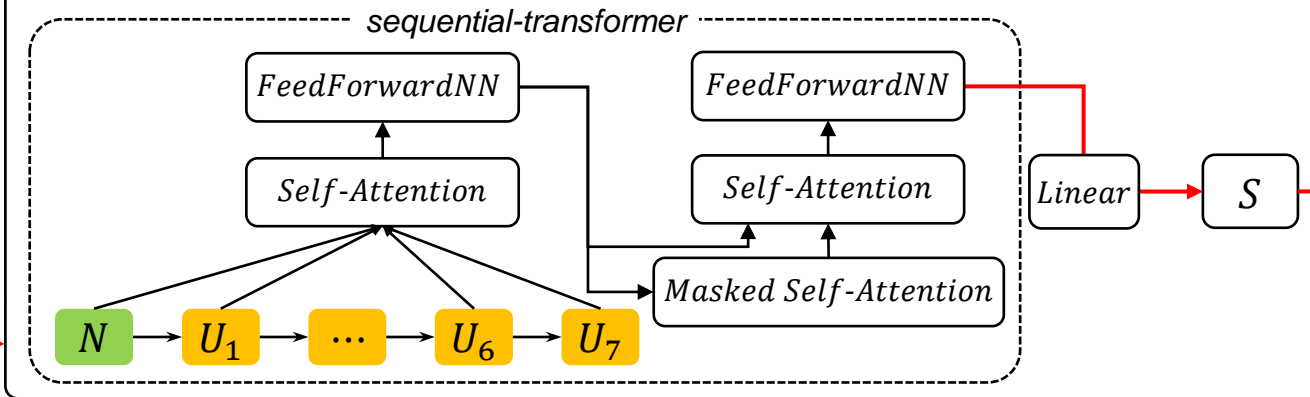 sequential-transformer
FeedForwardNN
FeedForwardNN
Self-Attention
Self-Attention
Linear
S
Masked Self-Attention
N
U₁
⋯
U₆
U₇